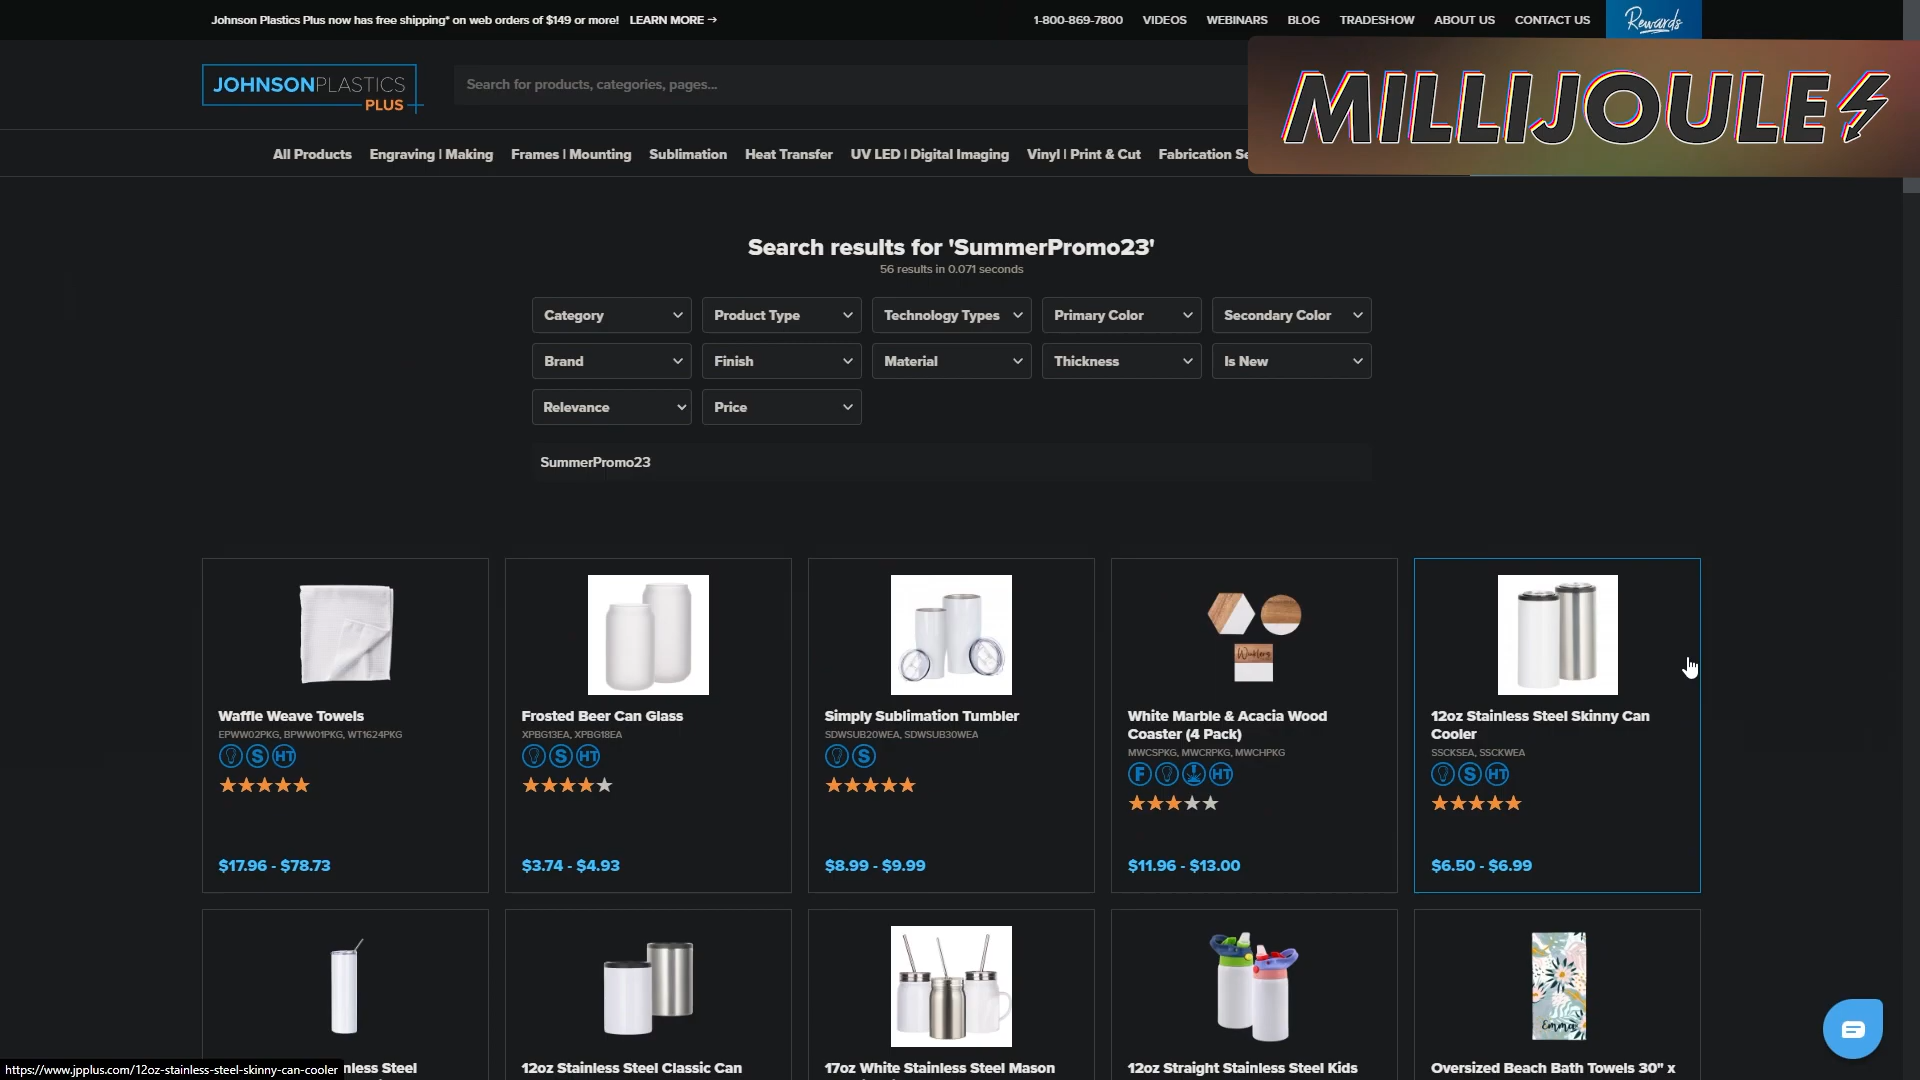 Johnson Plastics Plus now has free shipping* on web orders of $149 or more! LEARN MORE →
1-800-869-7800 VIDEOS WEBINARS BLOG TRADESHOW ABOUT US CONTACT US Rewards
JOHNSONPLASTICS
PLUS
Search for products, categories, pages...
MILLIJOULE
All Products Engraving | Making Frames | Mounting Sublimation Heat Transfer UV LED | Digital Imaging Vinyl | Print & Cut Fabrication
Search results for 'SummerPromo23'
56 results in 0.071 seconds
Category Product Type Technology Types Primary Color Secondary Color
Brand Finish Material Thickness Is New
Relevance Price
SummerPromo23
Waffle Weave Towels
EPWW02PKG, BPWW01PKG, WT1624PKG
S HT
$17.96 - $78.73
Frosted Beer Can Glass
XPBG13EA, XPBG18EA
S HT
$3.74 - $4.93
Simply Sublimation Tumbler
SDWSUB20WEA, SDWSUB30WEA
S
$8.99 - $9.99
White Marble & Acacia Wood
Coaster (4 Pack)
MWCSPKG, MWCRPKG, MWCHPKG
F HT
$11.96 - $13.00
12oz Stainless Steel Skinny Can
Cooler
SSCKSEA, SSCKWEA
S HT
$6.50 - $6.99
Emma
Steel
12oz Stainless Steel Classic Can
17oz White Stainless Steel Mason
12oz Straight Stainless Steel Kids
Oversized Beach Bath Towels 30" x
https://www.jpplus.com/12oz-stainless-steel-skinny-can-cooler